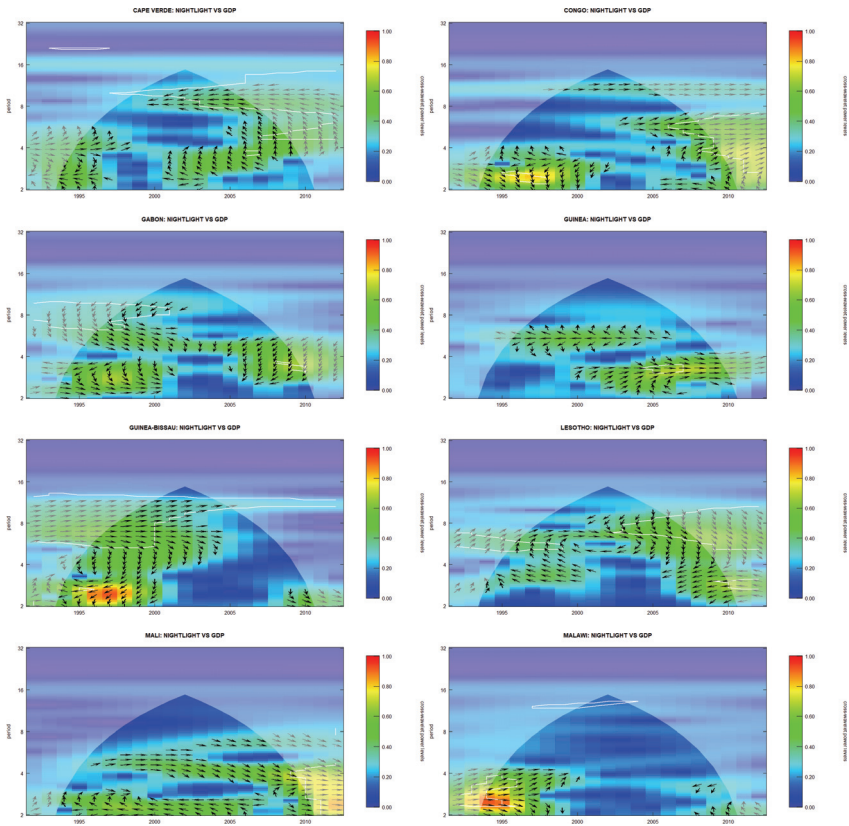 CAPE VERDE: NIGHTLIGHT VS GDP
period
32
16
8
4
2
1995 2000 2005 2010
1.00
0.80
0.60
0.40
0.20
0.00
cross-wavelet power levels
CONGO: NIGHTLIGHT VS GDP
period
32
16
8
4
2
1995 2000 2005 2010
1.00
0.80
0.60
0.40
0.20
0.00
cross-wavelet power levels
GABON: NIGHTLIGHT VS GDP
period
32
16
8
4
2
1995 2000 2005 2010
1.00
0.80
0.60
0.40
0.20
0.00
cross-wavelet power levels
GUINEA: NIGHTLIGHT VS GDP
period
32
16
8
4
2
1995 2000 2005 2010
1.00
0.80
0.60
0.40
0.20
0.00
cross-wavelet power levels
GUINEA-BISSAU: NIGHTLIGHT VS GDP
period
32
16
8
4
2
1995 2000 2005 2010
1.00
0.80
0.60
0.40
0.20
0.00
cross-wavelet power levels
LESOTHO: NIGHTLIGHT VS GDP
period
32
16
8
4
2
1995 2000 2005 2010
1.00
0.80
0.60
0.40
0.20
0.00
cross-wavelet power levels
MALI: NIGHTLIGHT VS GDP
period
32
16
8
4
2
1995 2000 2005 2010
1.00
0.80
0.60
0.40
0.20
0.00
cross-wavelet power levels
MALAWI: NIGHTLIGHT VS GDP
period
32
16
8
4
2
1995 2000 2005 2010
1.00
0.80
0.60
0.40
0.20
0.00
cross-wavelet power levels